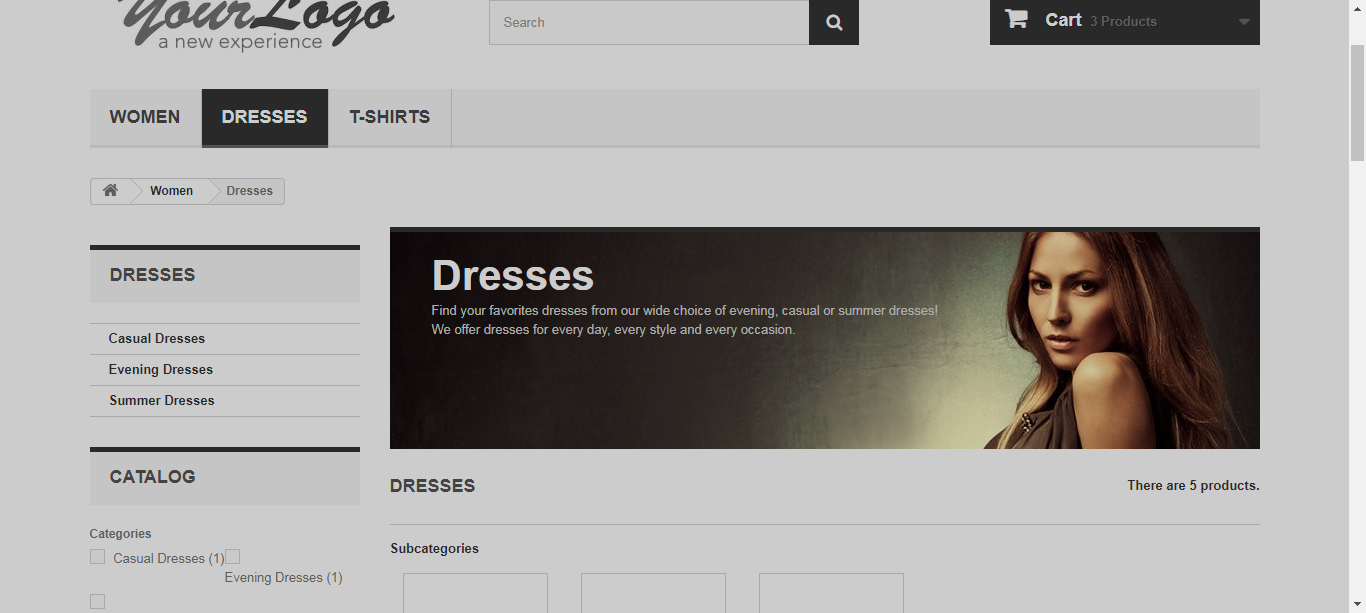 YourLogo
a new experience
Search
Cart 3 Products
WOMEN DRESSES T-SHIRTS
Women Dresses
DRESSES
Casual Dresses
Evening Dresses
Summer Dresses
CATALOG
Categories
Casual Dresses (1)
Evening Dresses (1)
Dresses
Find your favorites dresses from our wide choice of evening, casual or summer dresses!
We offer dresses for every day, every style and every occasion.
DRESSES
There are 5 products.
Subcategories